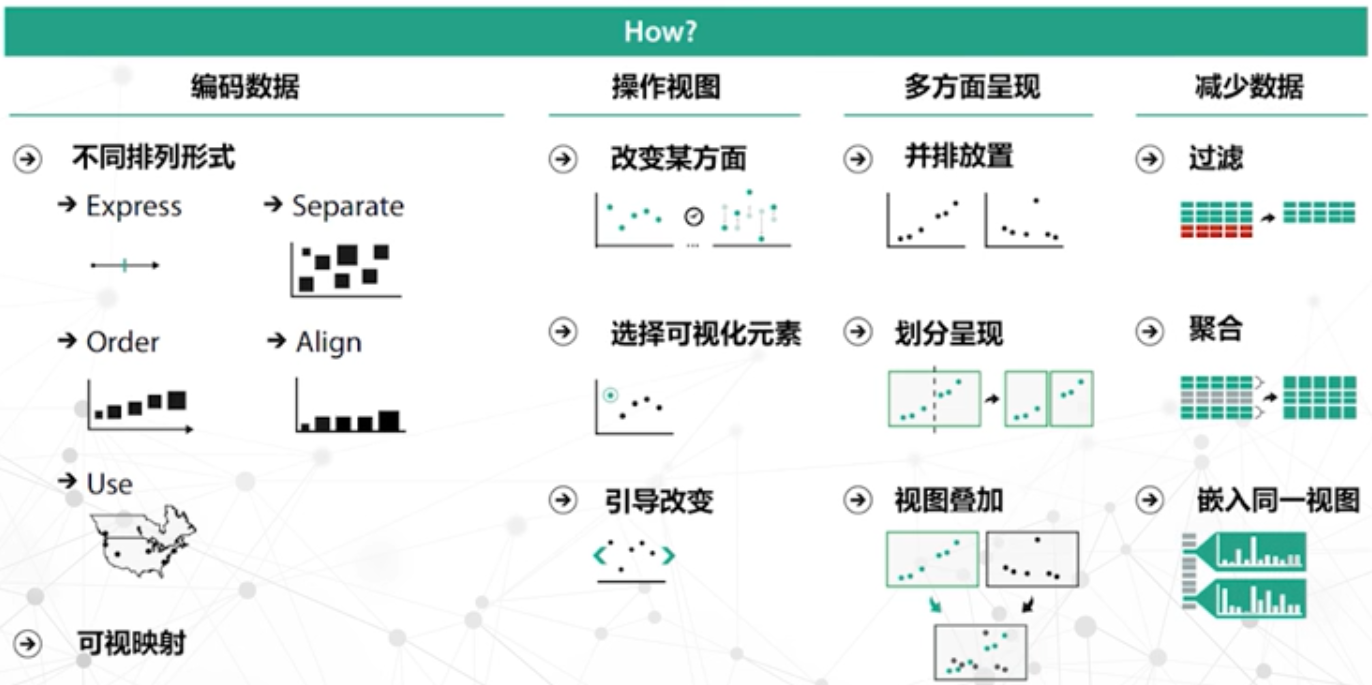 How?
编码数据
不同排列形式
Express
Separate
Order
Align
Use
可视映射
操作视图
改变某方面
...
选择可视化元素
引导改变
多方面呈现
并排放置
划分呈现
视图叠加
减少数据
过滤
聚合
嵌入同一视图